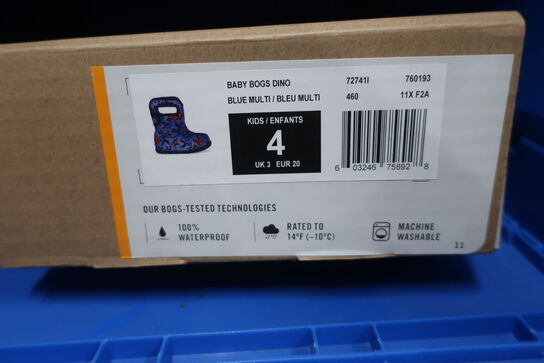 BABY BOGS DINO 72741I 760193
BLUE MULTI / BLEU MULTI 460 11X F2A
KIDS / ENFANTS
4
UK 3 EUR 20
6 03246 75892 8
OUR BOGS-TESTED TECHNOLOGIES
100% WATERPROOF
RATED TO 14°F (–10°C)
MACHINE WASHABLE
11